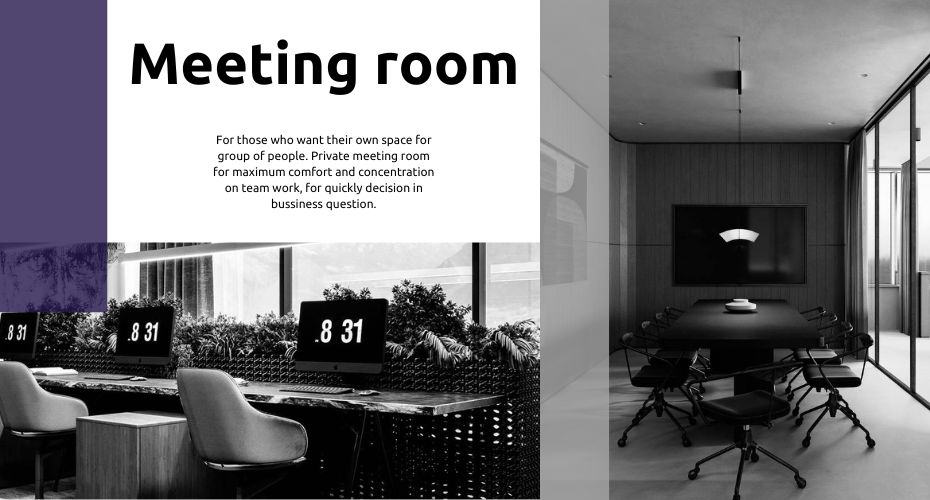 Meeting room
For those who want their own space for
group of people. Private meeting room
for maximum comfort and concentration
on team work, for quickly decision in
bussiness question.
8 31
8 31
8 31